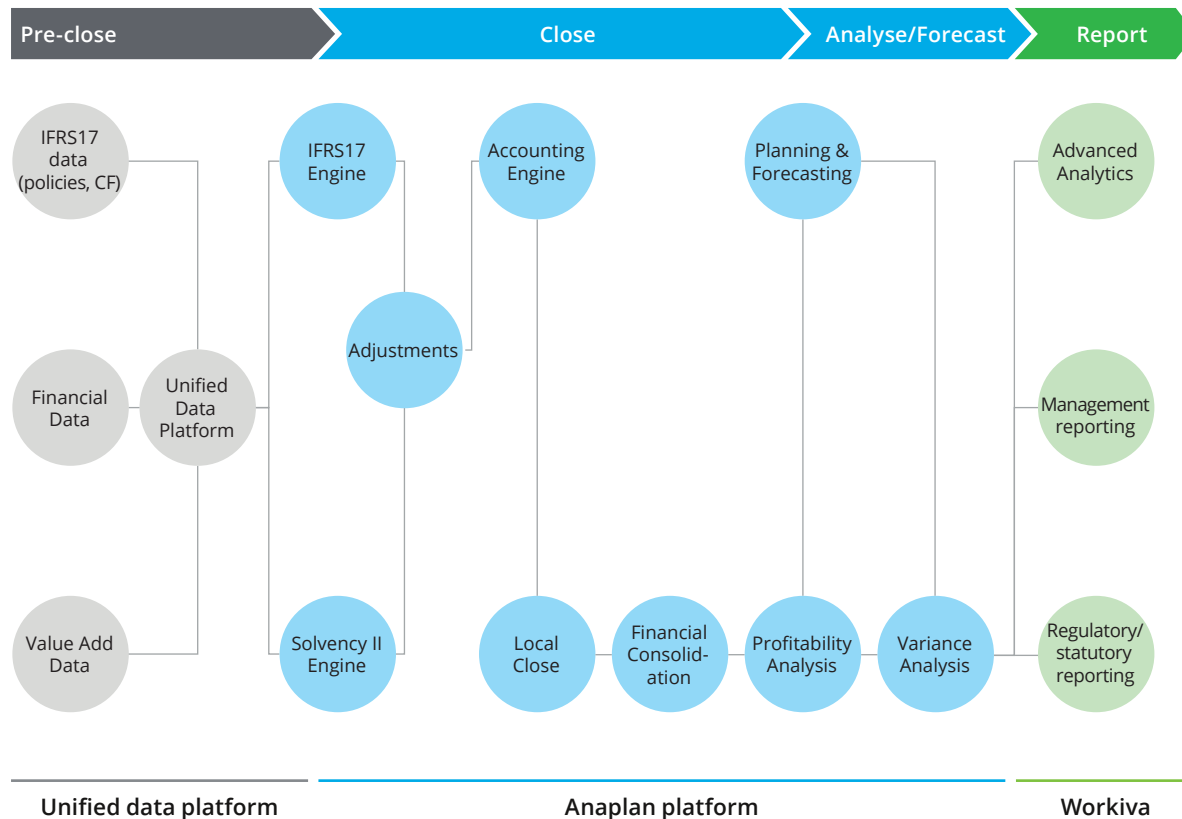 Pre-close
Close
Analyse/Forecast
Report
IFRS17
data
(policies, CF)
IFRS17
Engine
Accounting
Engine
Planning &
Forecasting
Advanced
Analytics
Adjustments
Financial
Data
Unified
Data
Platform
Management
reporting
Value Add
Data
Solvency II
Engine
Local
Close
Financial
Consolid-
ation
Profitability
Analysis
Variance
Analysis
Regulatory/
statutory
reporting
Unified data platform
Anaplan platform
Workiva